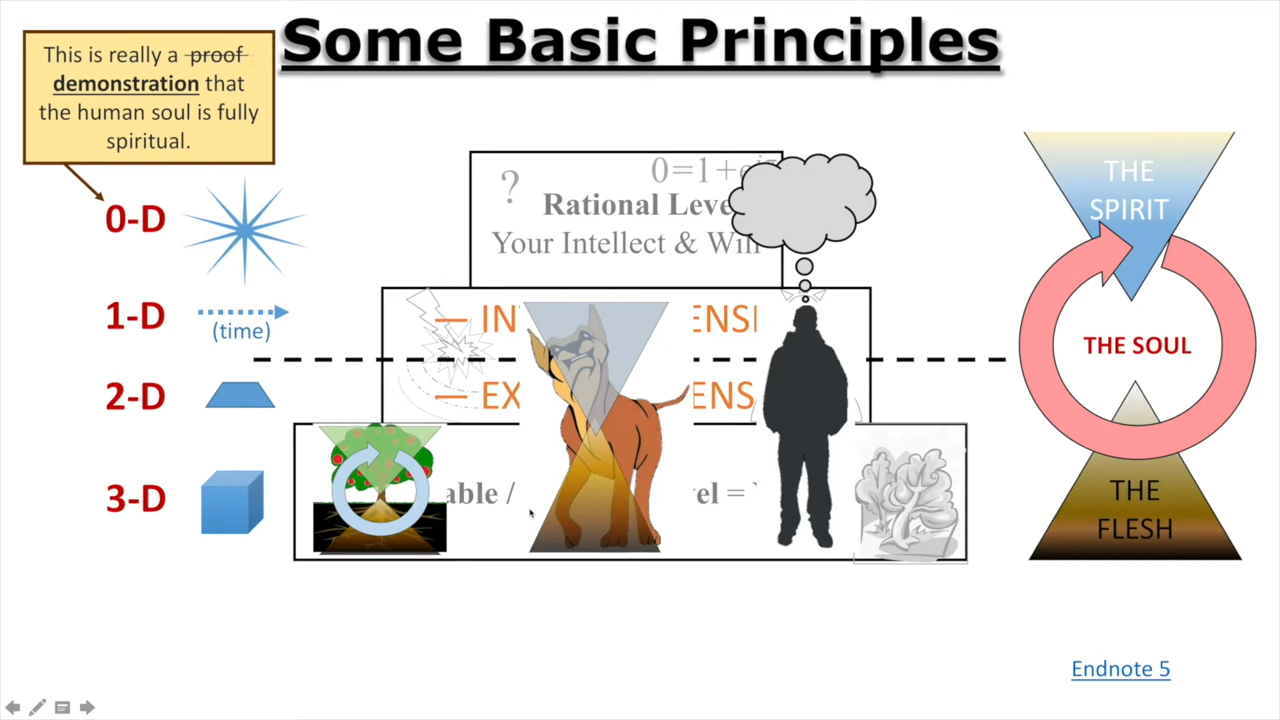 Some Basic Principles
This is really a proof
demonstration that
the human soul is fully
spiritual.
0-D
1-D
(time)
2-D
3-D
?
0=1+e
Rational Leve
Your Intellect & Will
— IN
ENSI
— EX
ENS
able /
vel =
THE
SPIRIT
THE SOUL
THE
FLESH
Endnote 5